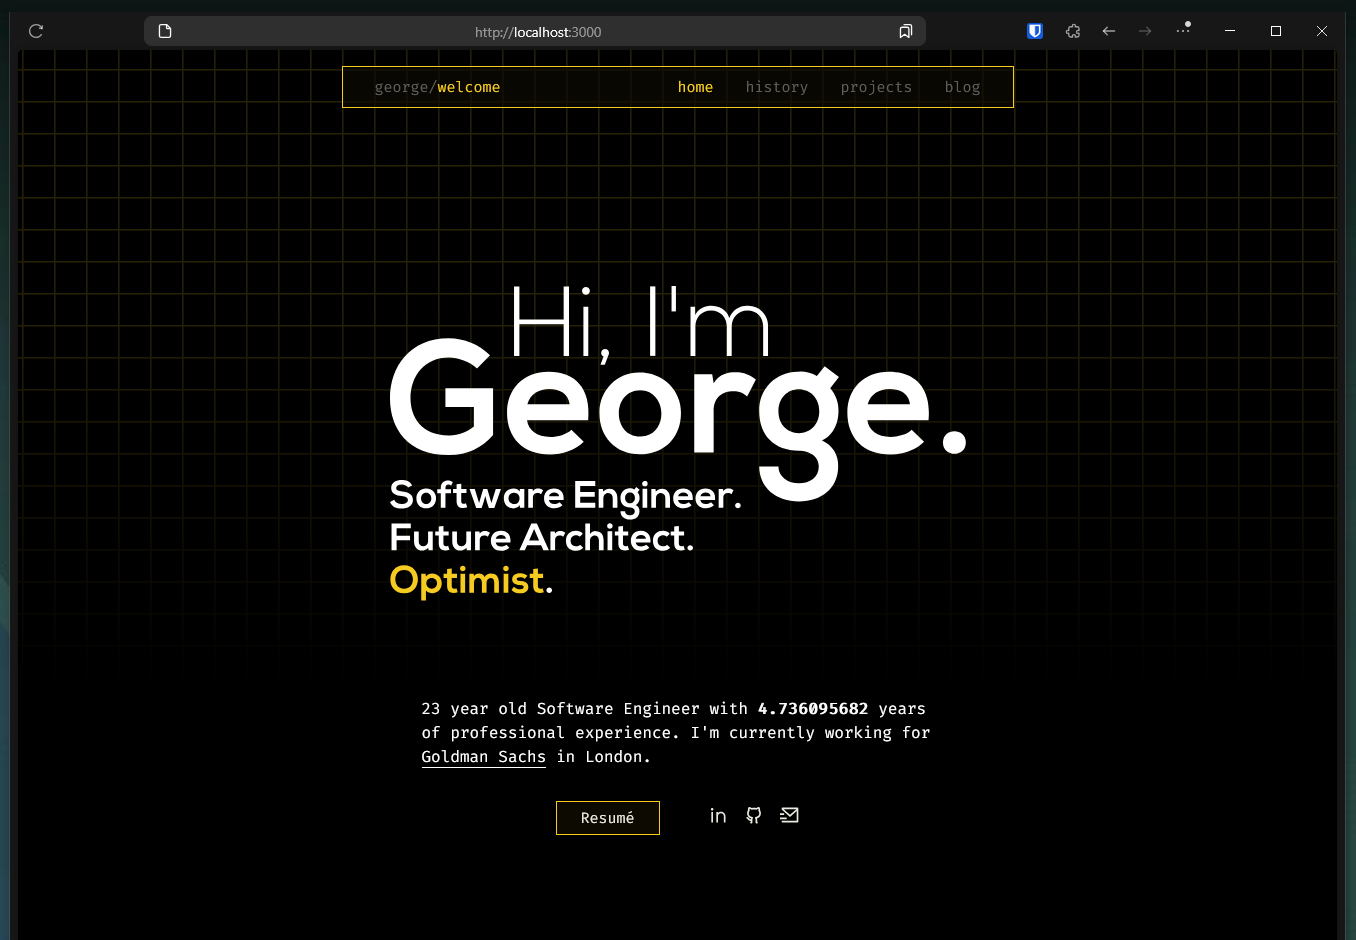 http://localhost:3000
george/welcome home history projects blog
Hi, I'm
George.
Software Engineer.
Future Architect.
Optimist.
23 year old Software Engineer with 4.736095682 years
of professional experience. I'm currently working for
Goldman Sachs in London.
Resumé in